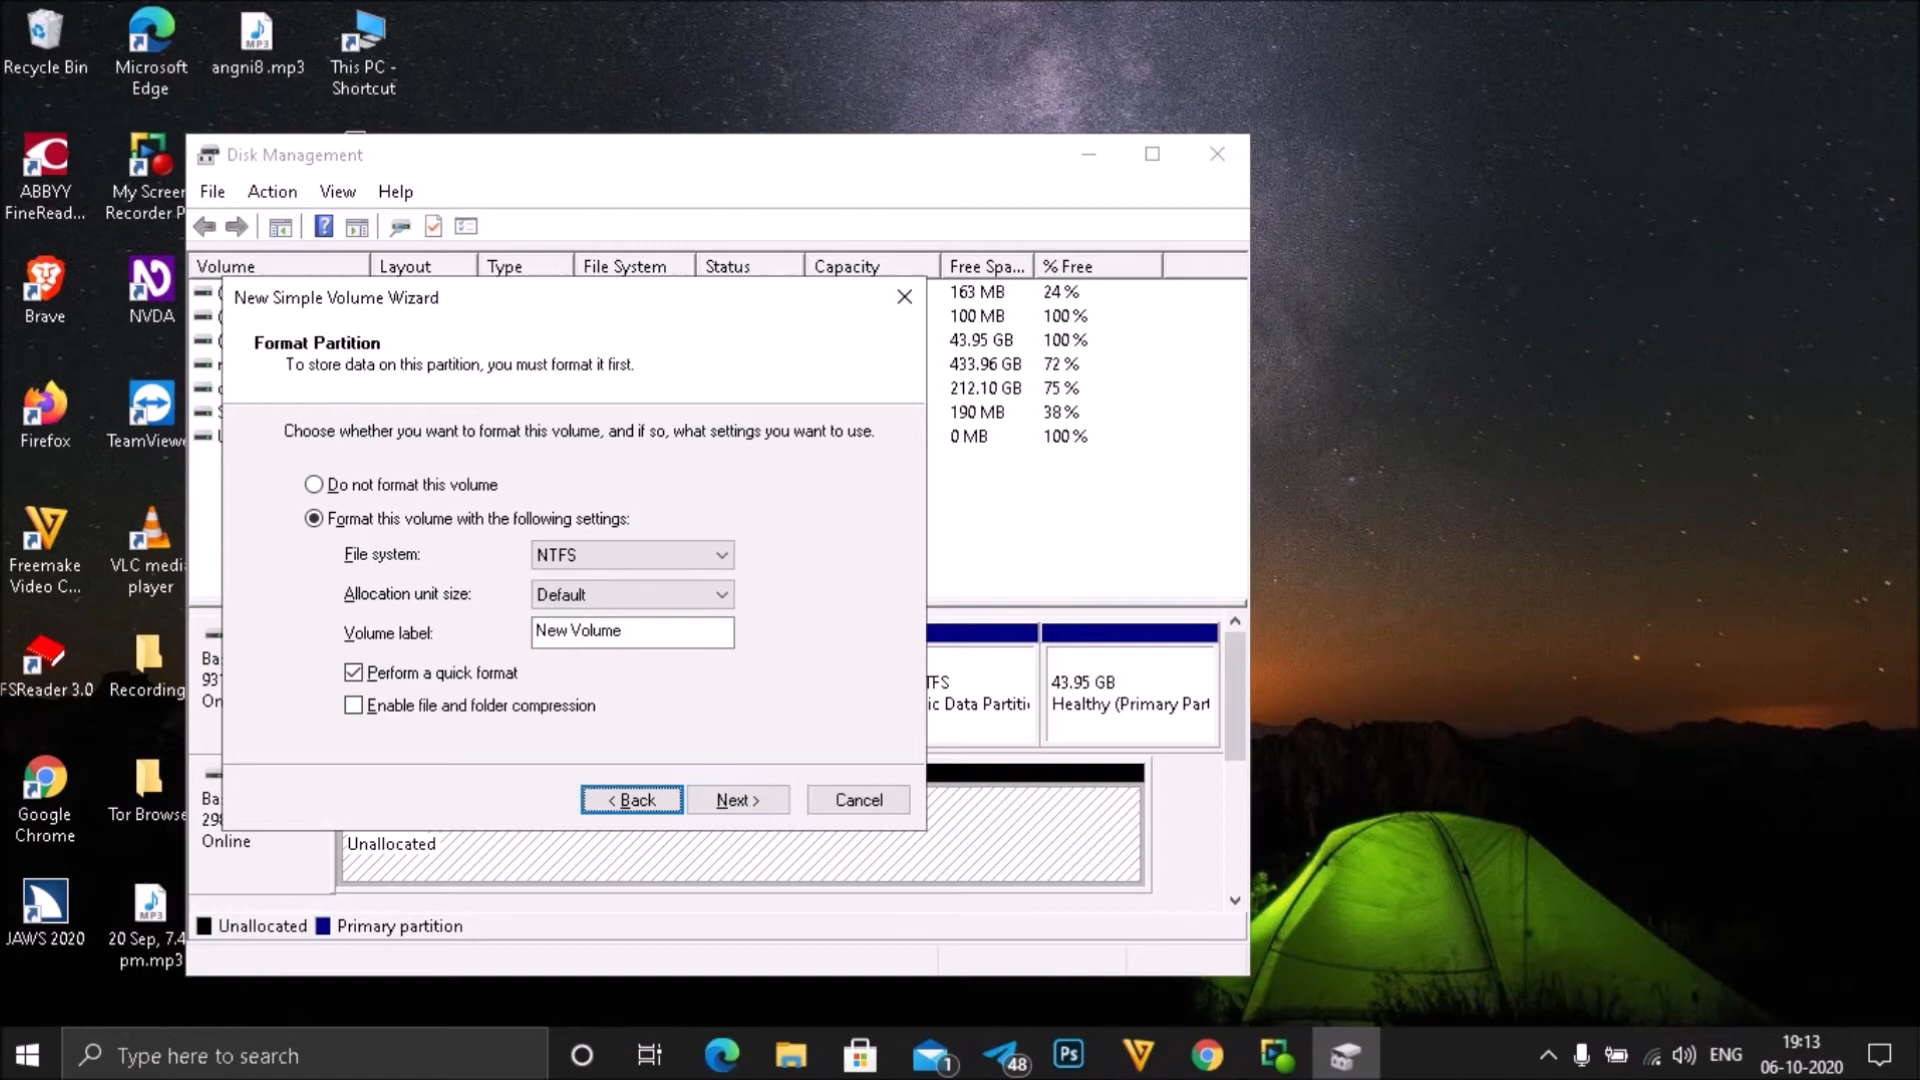 Recycle Bin
Microsoft
Edge
angni8 .mp3
This PC -
Shortcut
ABBYY
FineRead...
My Screen
Recorder P
Brave
NVDA
Firefox
TeamViewe
Freemake
Video C...
VLC medi
player
FSReader 3.0
Recording
Google
Chrome
Tor Browse
JAWS 2020
20 Sep, 7.4
pm.mp3
Disk Management
File Action View Help
Volume Layout Type File System Status Capacity Free Spa... % Free
163 MB 24 %
100 MB 100 %
43.95 GB 100 %
433.96 GB 72 %
212.10 GB 75 %
190 MB 38 %
0 MB 100 %
New Simple Volume Wizard
Format Partition
To store data on this partition, you must format it first.
Choose whether you want to format this volume, and if so, what settings you want to use.
Do not format this volume
Format this volume with the following settings:
File system: NTFS
Allocation unit size: Default
Volume label: New Volume
Perform a quick format
Enable file and folder compression
< Back Next > Cancel
Ba
931
On
TFS
ic Data Partiti
43.95 GB
Healthy (Primary Part
Ba
298
Online
Unallocated
Unallocated Primary partition
Type here to search
1
48
Ps
ENG
19:13
06-10-2020